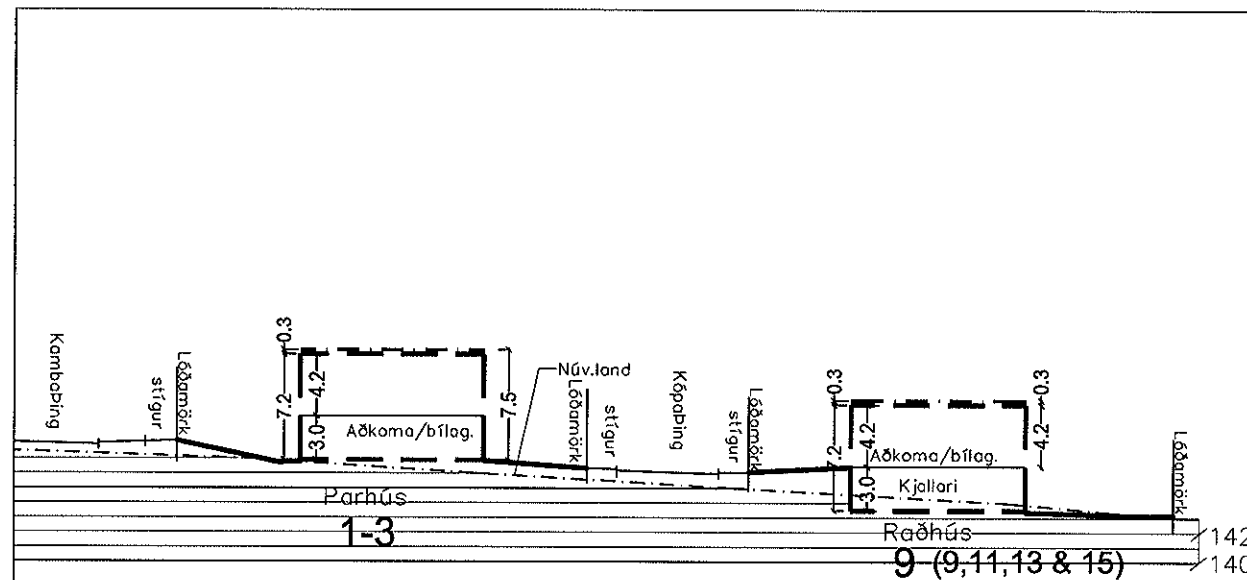 Kambaþing
stígur
Lóðamörk
0.3
7.2
4.2
3.0
Aðkoma/bílag.
7.5
Núv.land
Lóðamörk
stígur
Kópaþing
stígur
Lóðamörk
0.3
7.2
4.2
3.0
Aðkoma/bílag.
Kjallari
0.3
4.2
Lóðamörk
Parhús
1-3
Raðhús
9 (9,11,13 & 15)
142
140